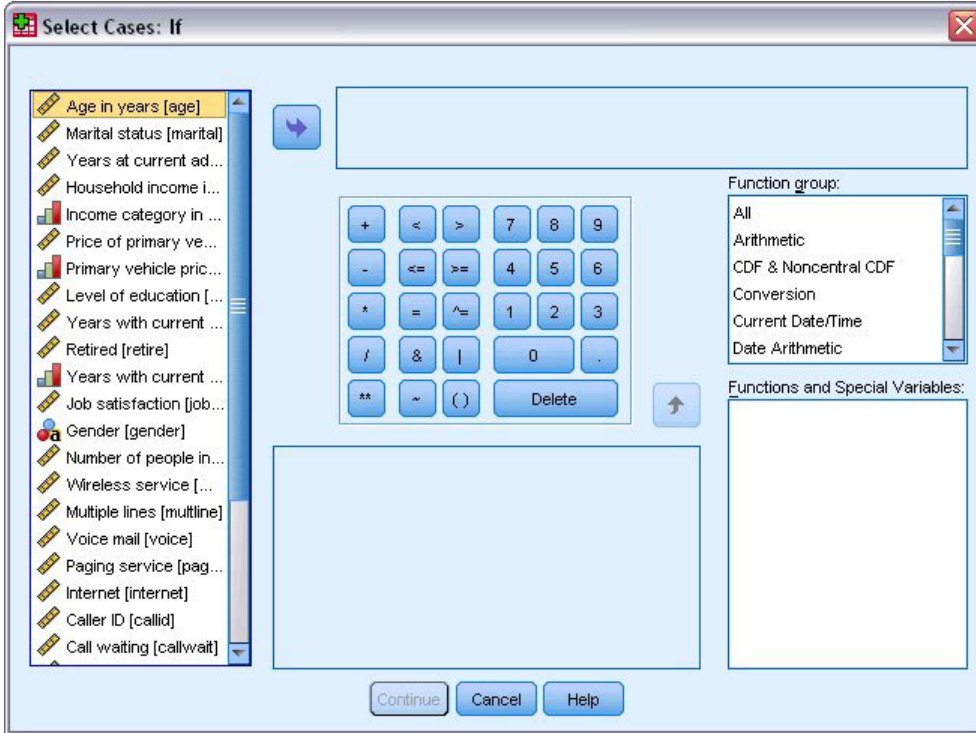 Select Cases: If
Age in years [age]
Marital status [marital]
Years at current ad...
Household income i...
Income category in ...
Price of primary ve...
Primary vehicle pric...
Level of education [...
Years with current ...
Retired [retire]
Years with current ...
Job satisfaction [job...
Gender [gender]
Number of people in...
Wireless service [...
Multiple lines [multline]
Voice mail [voice]
Paging service [pag...
Internet [internet]
Caller ID [callid]
Call waiting [callwait]
+ < > 7 8 9
- <= >= 4 5 6
* = ^= 1 2 3
/ & | 0 .
** ~ ( ) Delete
Function group:
All
Arithmetic
CDF & Noncentral CDF
Conversion
Current Date/Time
Date Arithmetic
Functions and Special Variables:
Continue Cancel Help